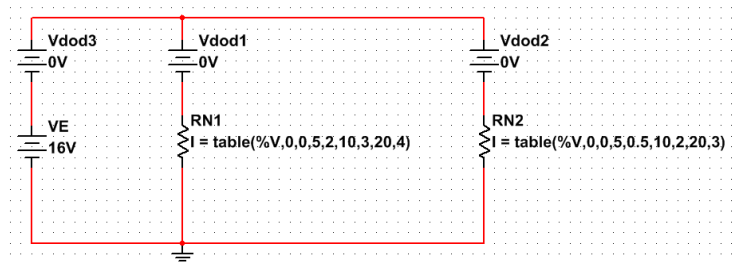 Vdod3
0V
Vdod1
0V
Vdod2
0V
VE
16V
RN1
I = table(%V,0,0,5,2,10,3,20,4)
RN2
I = table(%V,0,0,5,0.5,10,2,20,3)